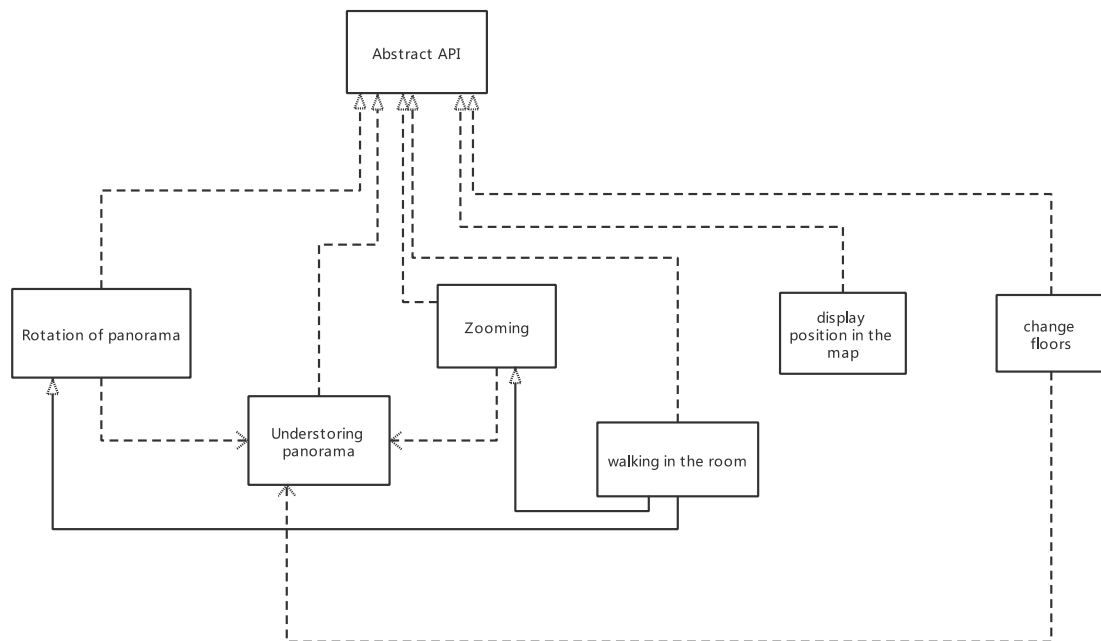 Abstract API
Rotation of panorama
Zooming
display
position in the
map
change
floors
Understoring
panorama
walking in the room